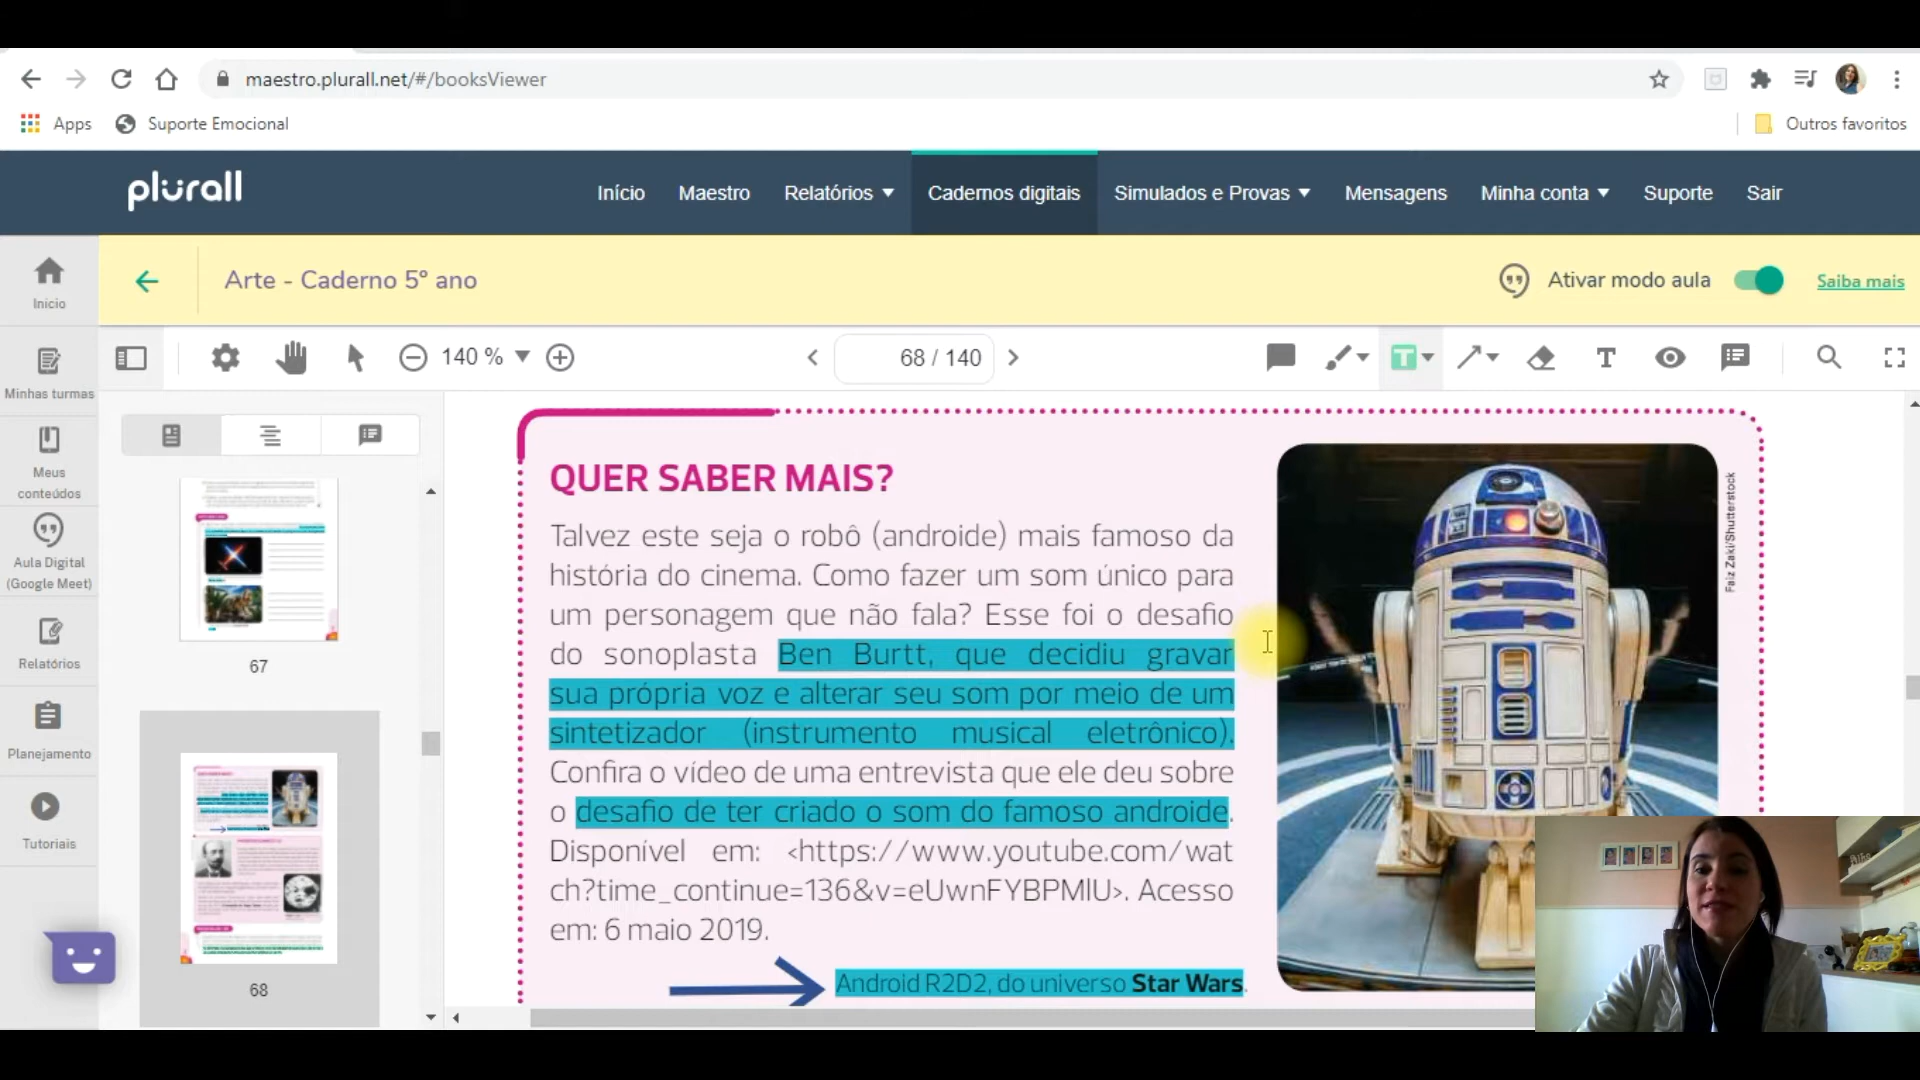 maestro.plurall.net/#/booksViewer
Apps
Suporte Emocional
Outros favoritos
plurall
Início
Maestro
Relatórios
Cadernos digitais
Simulados e Provas
Mensagens
Minha conta
Suporte
Sair
Arte - Caderno 5º ano
Ativar modo aula
Saiba mais
Inicio
Minhas turmas
Meus
conteúdos
Aula Digital
(Google Meet)
Relatórios
Planejamento
Tutoriais
140 %
68 / 140
67
68
QUER SABER MAIS?
Talvez este seja o robô (androide) mais famoso da
história do cinema. Como fazer um som único para
um personagem que não fala? Esse foi o desafio
do sonoplasta Ben Burtt, que decidiu gravar
sua própria voz e alterar seu som por meio de um
sintetizador (instrumento musical eletrônico).
Confira o vídeo de uma entrevista que ele deu sobre
o desafio de ter criado o som do famoso androide.
Disponível em: <https://www.youtube.com/wat
ch?time_continue=136&v=eUwnFYBPMlU>. Acesso
em: 6 maio 2019.
Android R2D2, do universo Star Wars.
Faiz Zaki/Shutterstock